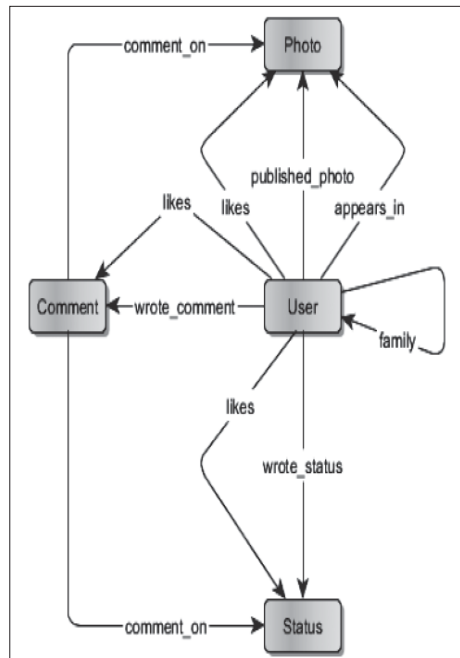 Photo
comment_on
published_photo
likes
appears_in
likes
Comment
wrote_comment
User
family
likes
wrote_status
comment_on
Status